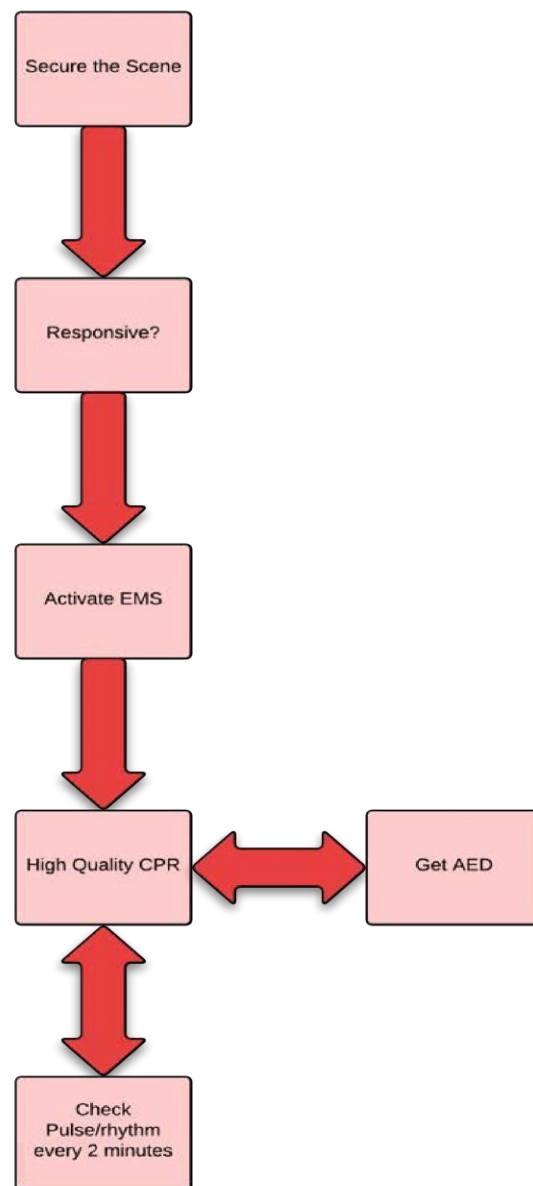 Secure the Scene
Responsive?
Activate EMS
High Quality CPR
Get AED
Check
Pulse/rhythm
every 2 minutes